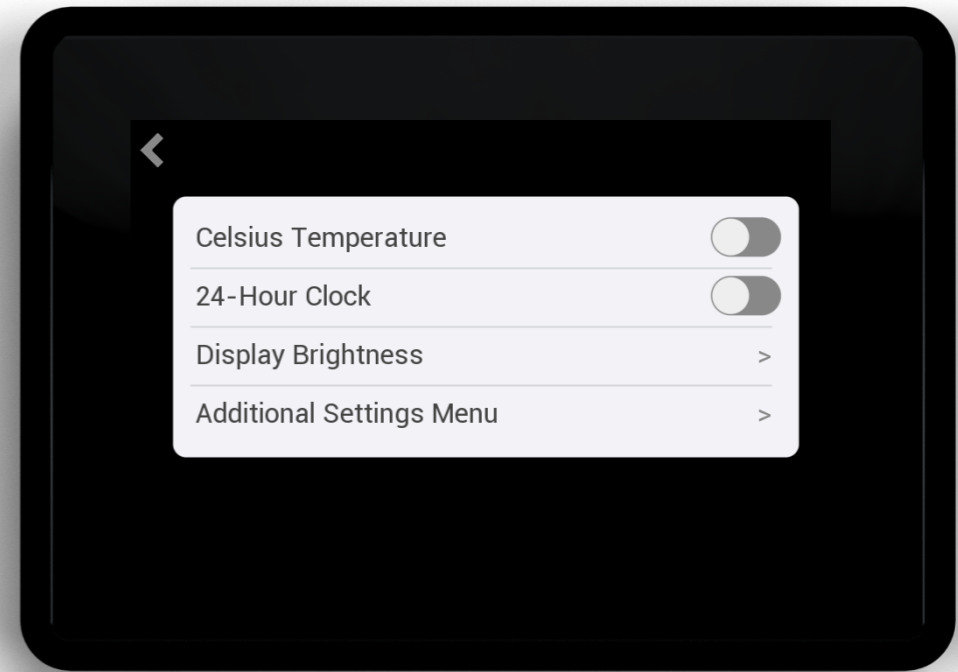 Celsius Temperature
24-Hour Clock
Display Brightness >
Additional Settings Menu >